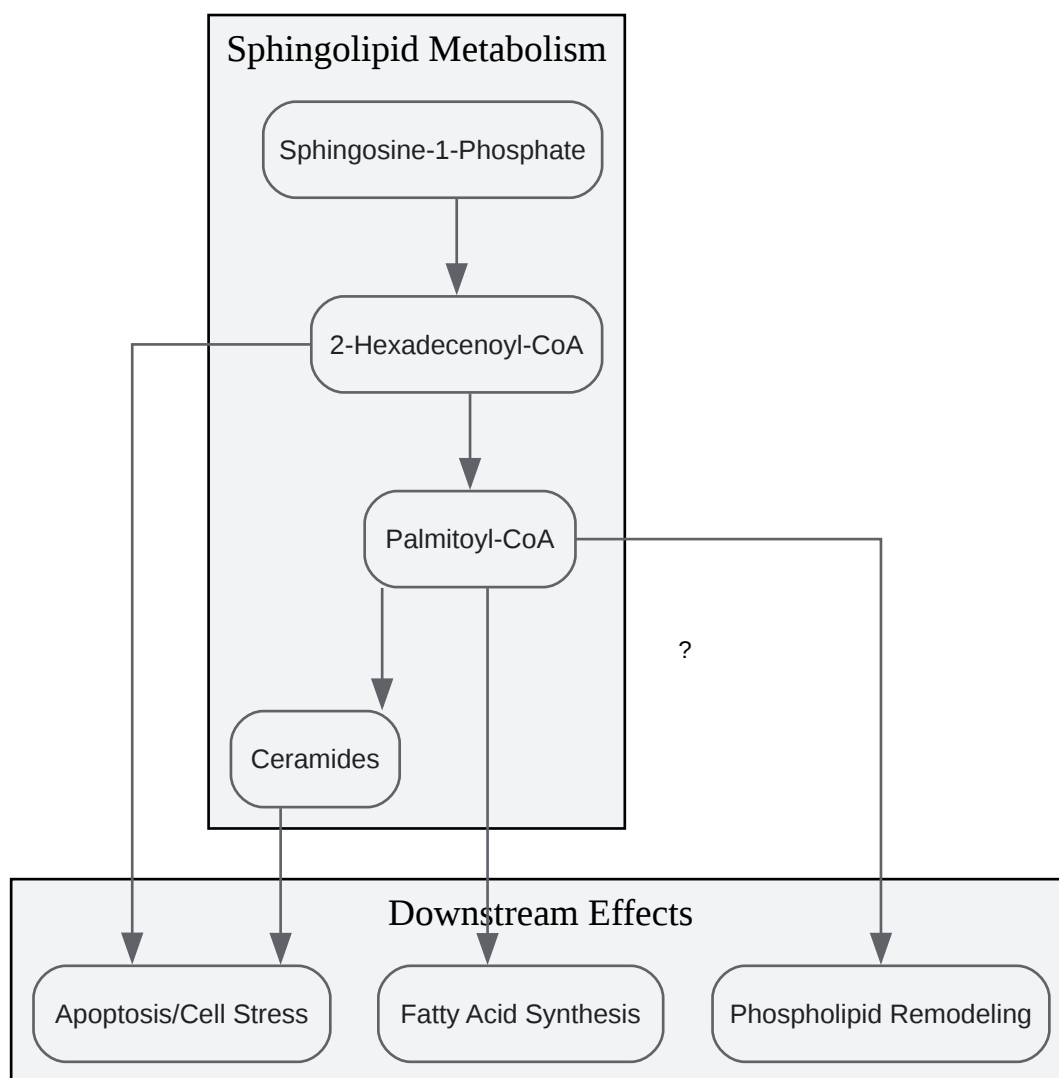 Sphingolipid Metabolism
Sphingosine-1-Phosphate
2-Hexadecenoyl-CoA
Palmitoyl-CoA
?
Ceramides
Downstream Effects
Apoptosis/Cell Stress
Fatty Acid Synthesis
Phospholipid Remodeling